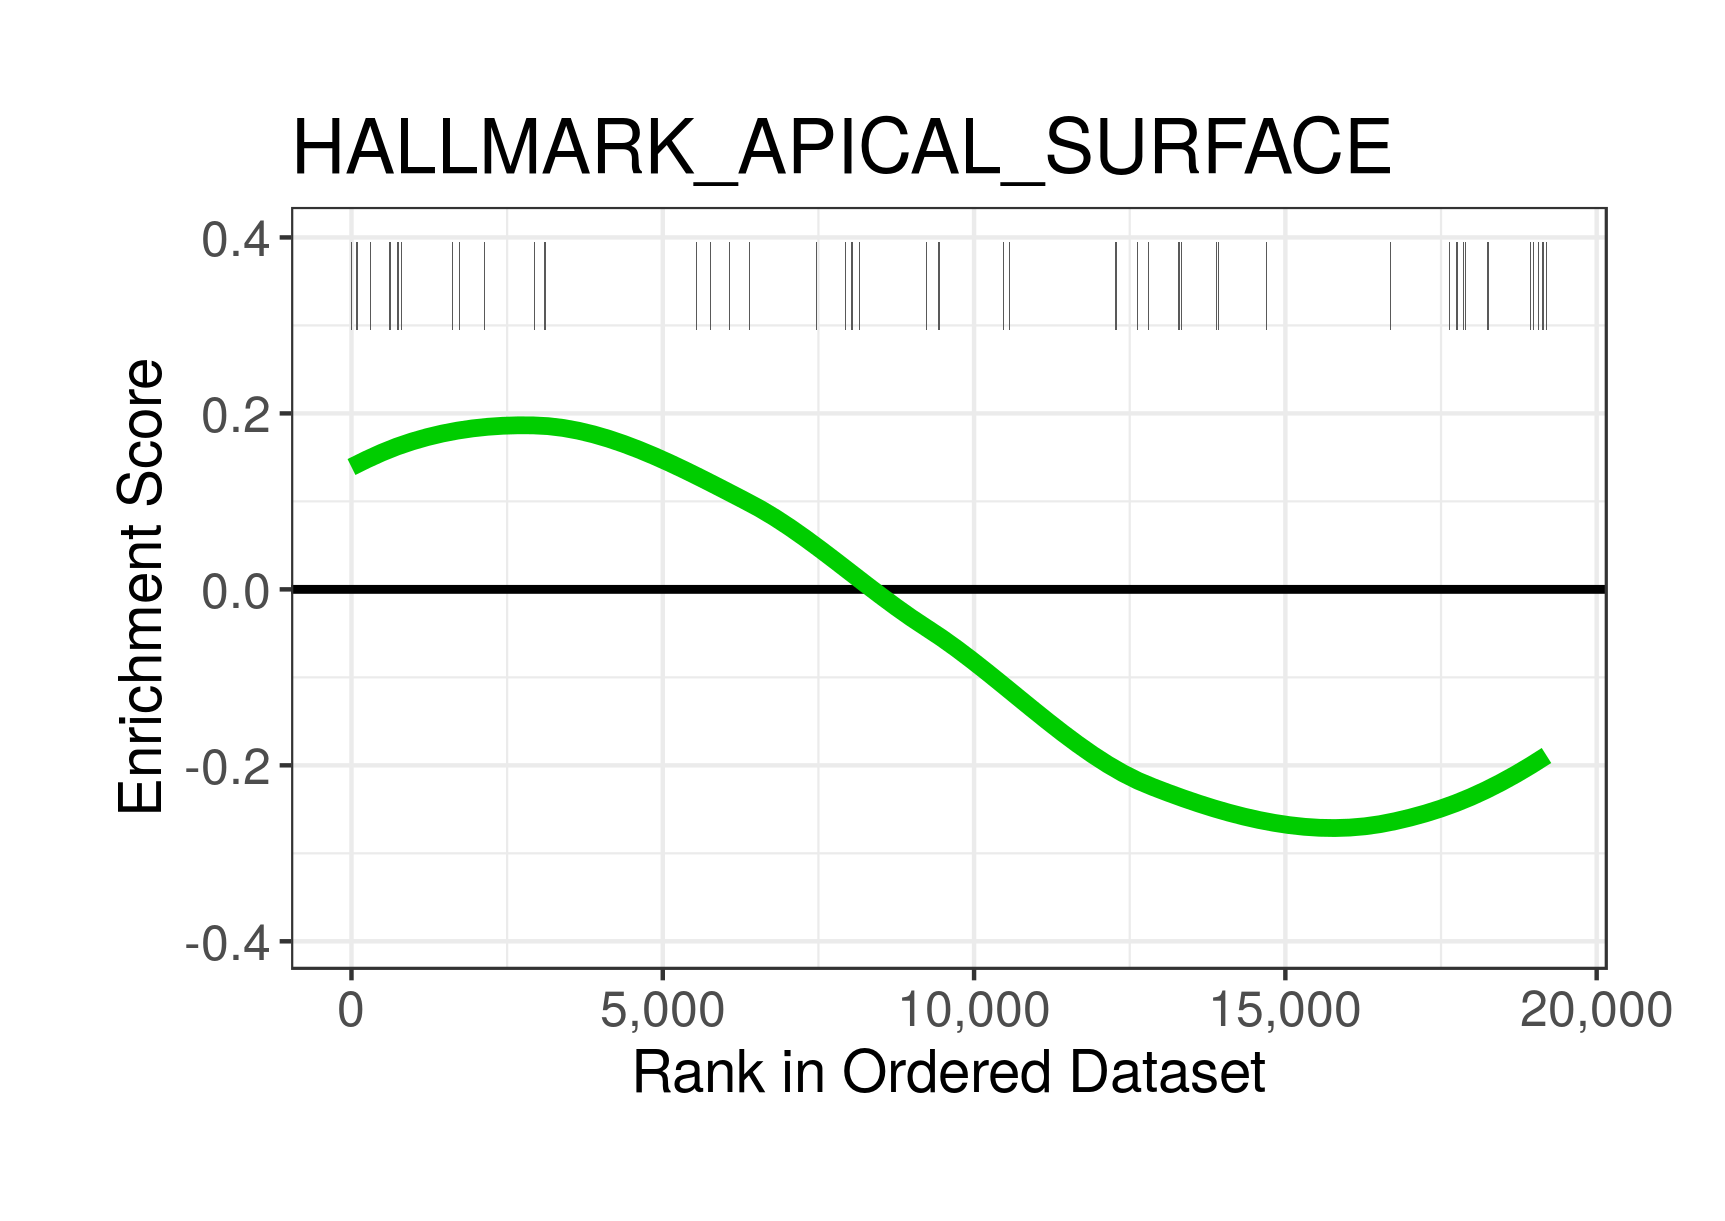 HALLMARK_APICAL_SURFACE
Enrichment Score
0.4
0.2
0.0
-0.2
-0.4
0 5,000 10,000 15,000 20,000
Rank in Ordered Dataset